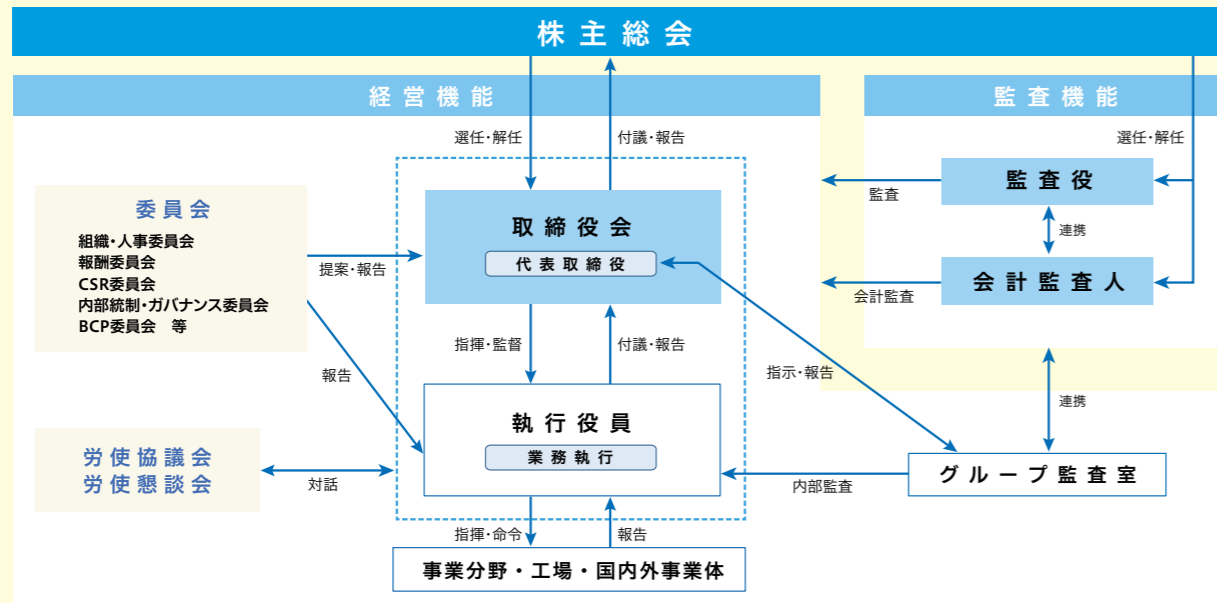 株主総会
経営機能
監査機能
選任・解任
付議・報告
選任・解任
委員会
組織・人事委員会
報酬委員会
CSR委員会
内部統制・ガバナンス委員会
BCP委員会 等
提案・報告
取締役会
代表取締役
監査
監査役
連携
会計監査
会計監査人
指揮・監督
付議・報告
指示・報告
報告
連携
執行役員
業務執行
労使協議会
労使懇談会
対話
内部監査
グループ監査室
指揮・命令
報告
事業分野・工場・国内外事業体